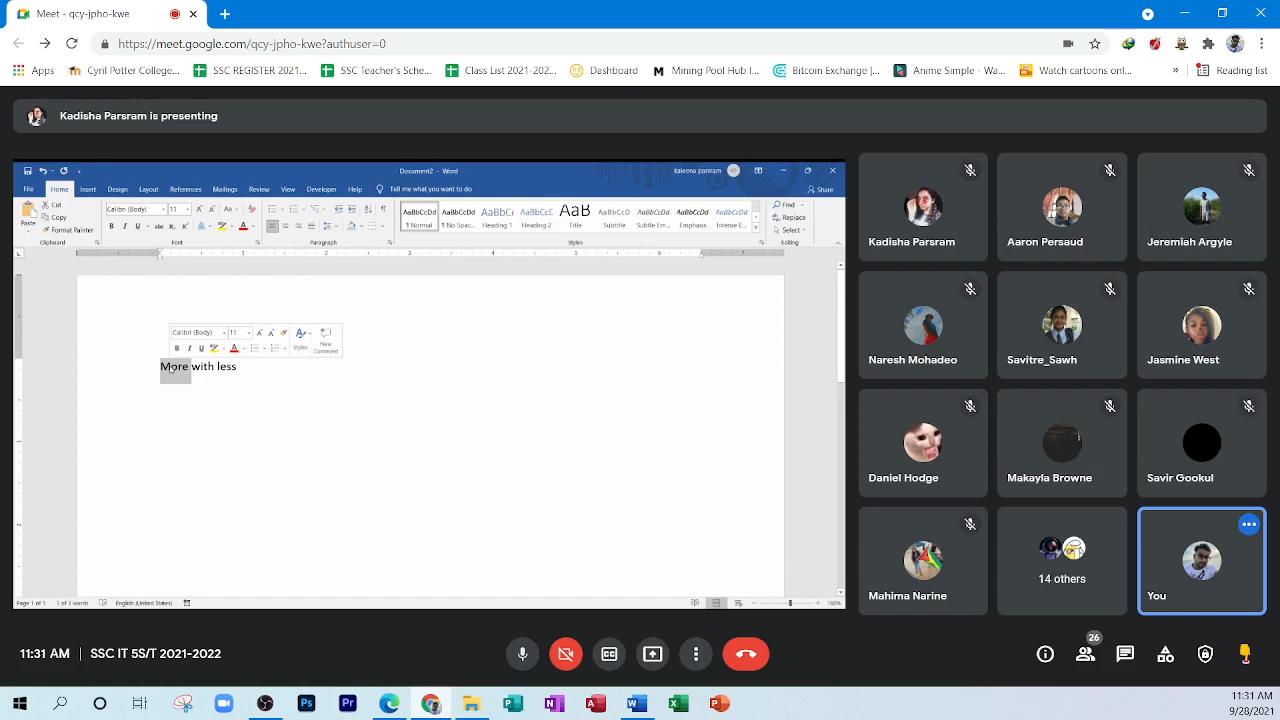 Meet - qcy-jpho-kwe
https://meet.google.com/qcy-jpho-kwe?authuser=0
Apps
Cyril Potter College...
SSC REGISTER 2021...
SSC Teacher's Sche...
Class List 2021-202...
Dashboard
Mining Pool Hub I...
Bitcoin Exchange |...
Anime Simple - Wa...
Watch cartoons onl...
»
Reading list
Kadisha Parsram is presenting
Document2 - Word
kaleena parsram
File
Home
Insert
Design
Layout
References
Mailings
Review
View
Developer
Help
Tell me what you want to do
Share
Paste
Cut
Copy
Format Painter
Calibri (Body)
11
AaBbCcDd
AaBbCcDd
AaBbCc
AaBbCcC
AaB
AaBbCcD
AaBbCcDd
AaBbCcDd
AaBbCcDd
¶ Normal
¶ No Spac...
Heading 1
Heading 2
Title
Subtitle
Subtle Em...
Emphasis
Intense E...
Find
Replace
Select
Clipboard
Font
Paragraph
Styles
Editing
Calibri (Body)
11
Styles
New
Comment
More with less
Page 1 of 1
1 of 3 words
English (United States)
160%
Kadisha Parsram
Aaron Persaud
Jeremiah Argyle
Naresh Mohadeo
Savitre_Sawh
Jasmine West
Daniel Hodge
Makayla Browne
Savir Gookul
Mahima Narine
14 others
You
11:31 AM
SSC IT 5S/T 2021-2022
26
11:31 AM
9/28/2021